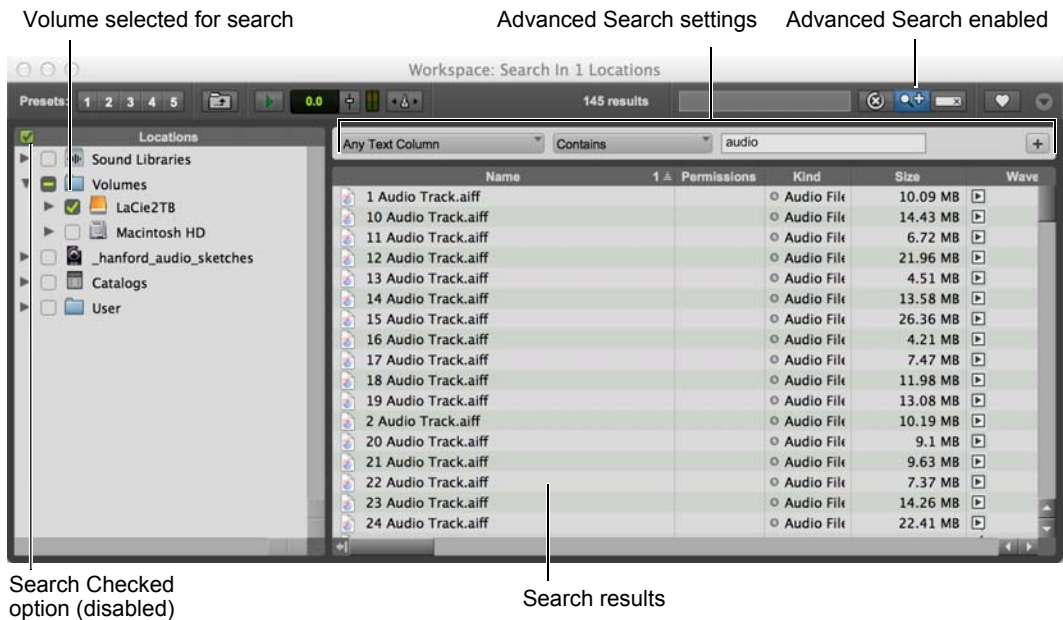 Volume selected for search
Advanced Search settings
Advanced Search enabled
Workspace: Search In 1 Locations
Presets: 1 2 3 4 5
0.0
145 results
Locations
Sound Libraries
Volumes
LaCie2TB
Macintosh HD
_hanford_audio_sketches
Catalogs
User
Any Text Column
Contains
audio
+
Name 1 Permissions Kind Size Wave
1 Audio Track.aiff Audio File 10.09 MB
10 Audio Track.aiff Audio File 14.43 MB
11 Audio Track.aiff Audio File 6.72 MB
12 Audio Track.aiff Audio File 21.96 MB
13 Audio Track.aiff Audio File 4.51 MB
14 Audio Track.aiff Audio File 13.58 MB
15 Audio Track.aiff Audio File 26.36 MB
16 Audio Track.aiff Audio File 4.21 MB
17 Audio Track.aiff Audio File 7.47 MB
18 Audio Track.aiff Audio File 11.98 MB
19 Audio Track.aiff Audio File 13.08 MB
2 Audio Track.aiff Audio File 10.19 MB
20 Audio Track.aiff Audio File 9.1 MB
21 Audio Track.aiff Audio File 9.63 MB
22 Audio Track.aiff Audio File 7.37 MB
23 Audio Track.aiff Audio File 14.26 MB
24 Audio Track.aiff Audio File 22.41 MB
Search Checked
option (disabled)
Search results